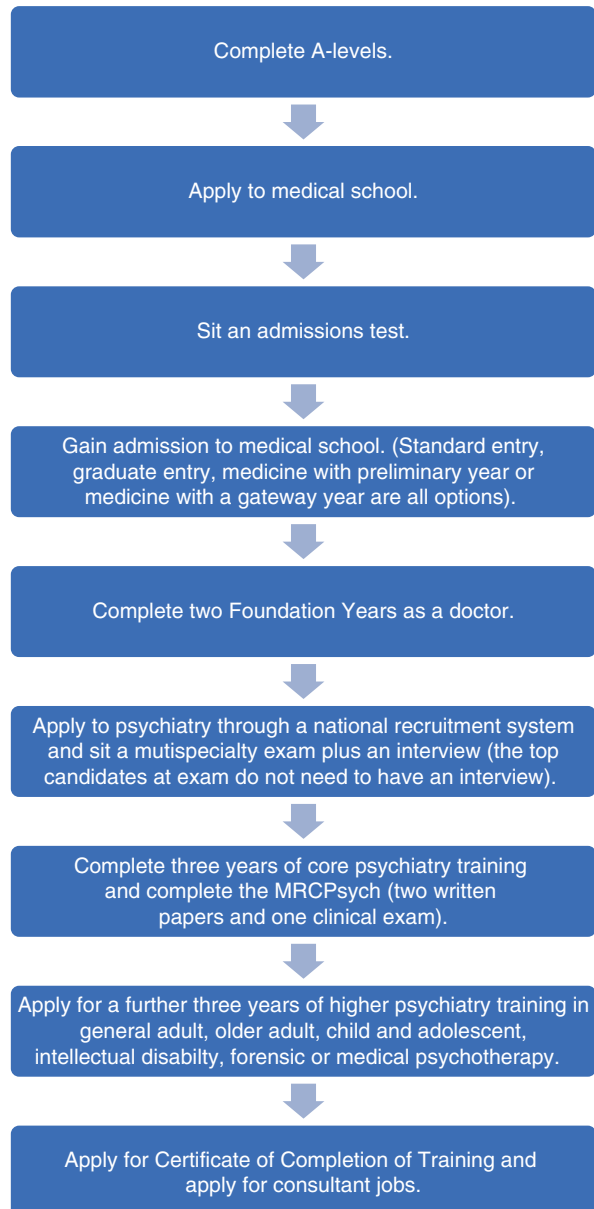 Complete A-levels.
Apply to medical school.
Sit an admissions test.
Gain admission to medical school. (Standard entry,
graduate entry, medicine with preliminary year or
medicine with a gateway year are all options).
Complete two Foundation Years as a doctor.
Apply to psychiatry through a national recruitment system
and sit a mutispecialty exam plus an interview (the top
candidates at exam do not need to have an interview).
Complete three years of core psychiatry training
and complete the MRCPsych (two written
papers and one clinical exam).
Apply for a further three years of higher psychiatry training in
general adult, older adult, child and adolescent,
intellectual disabilty, forensic or medical psychotherapy.
Apply for Certificate of Completion of Training and
apply for consultant jobs.